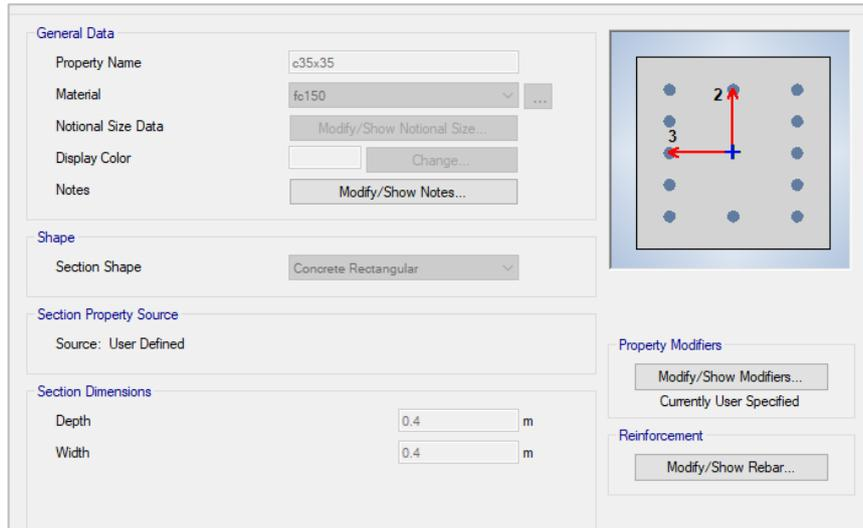 General Data
Property Name c35x35
Material fc150 ...
Notional Size Data Modify/Show Notional Size...
Display Color Change...
Notes Modify/Show Notes...
Shape
Section Shape Concrete Rectangular
Section Property Source
Source: User Defined
Section Dimensions
Depth 0.4 m
Width 0.4 m
2
3
Property Modifiers
Modify/Show Modifiers...
Currently User Specified
Reinforcement
Modify/Show Rebar...